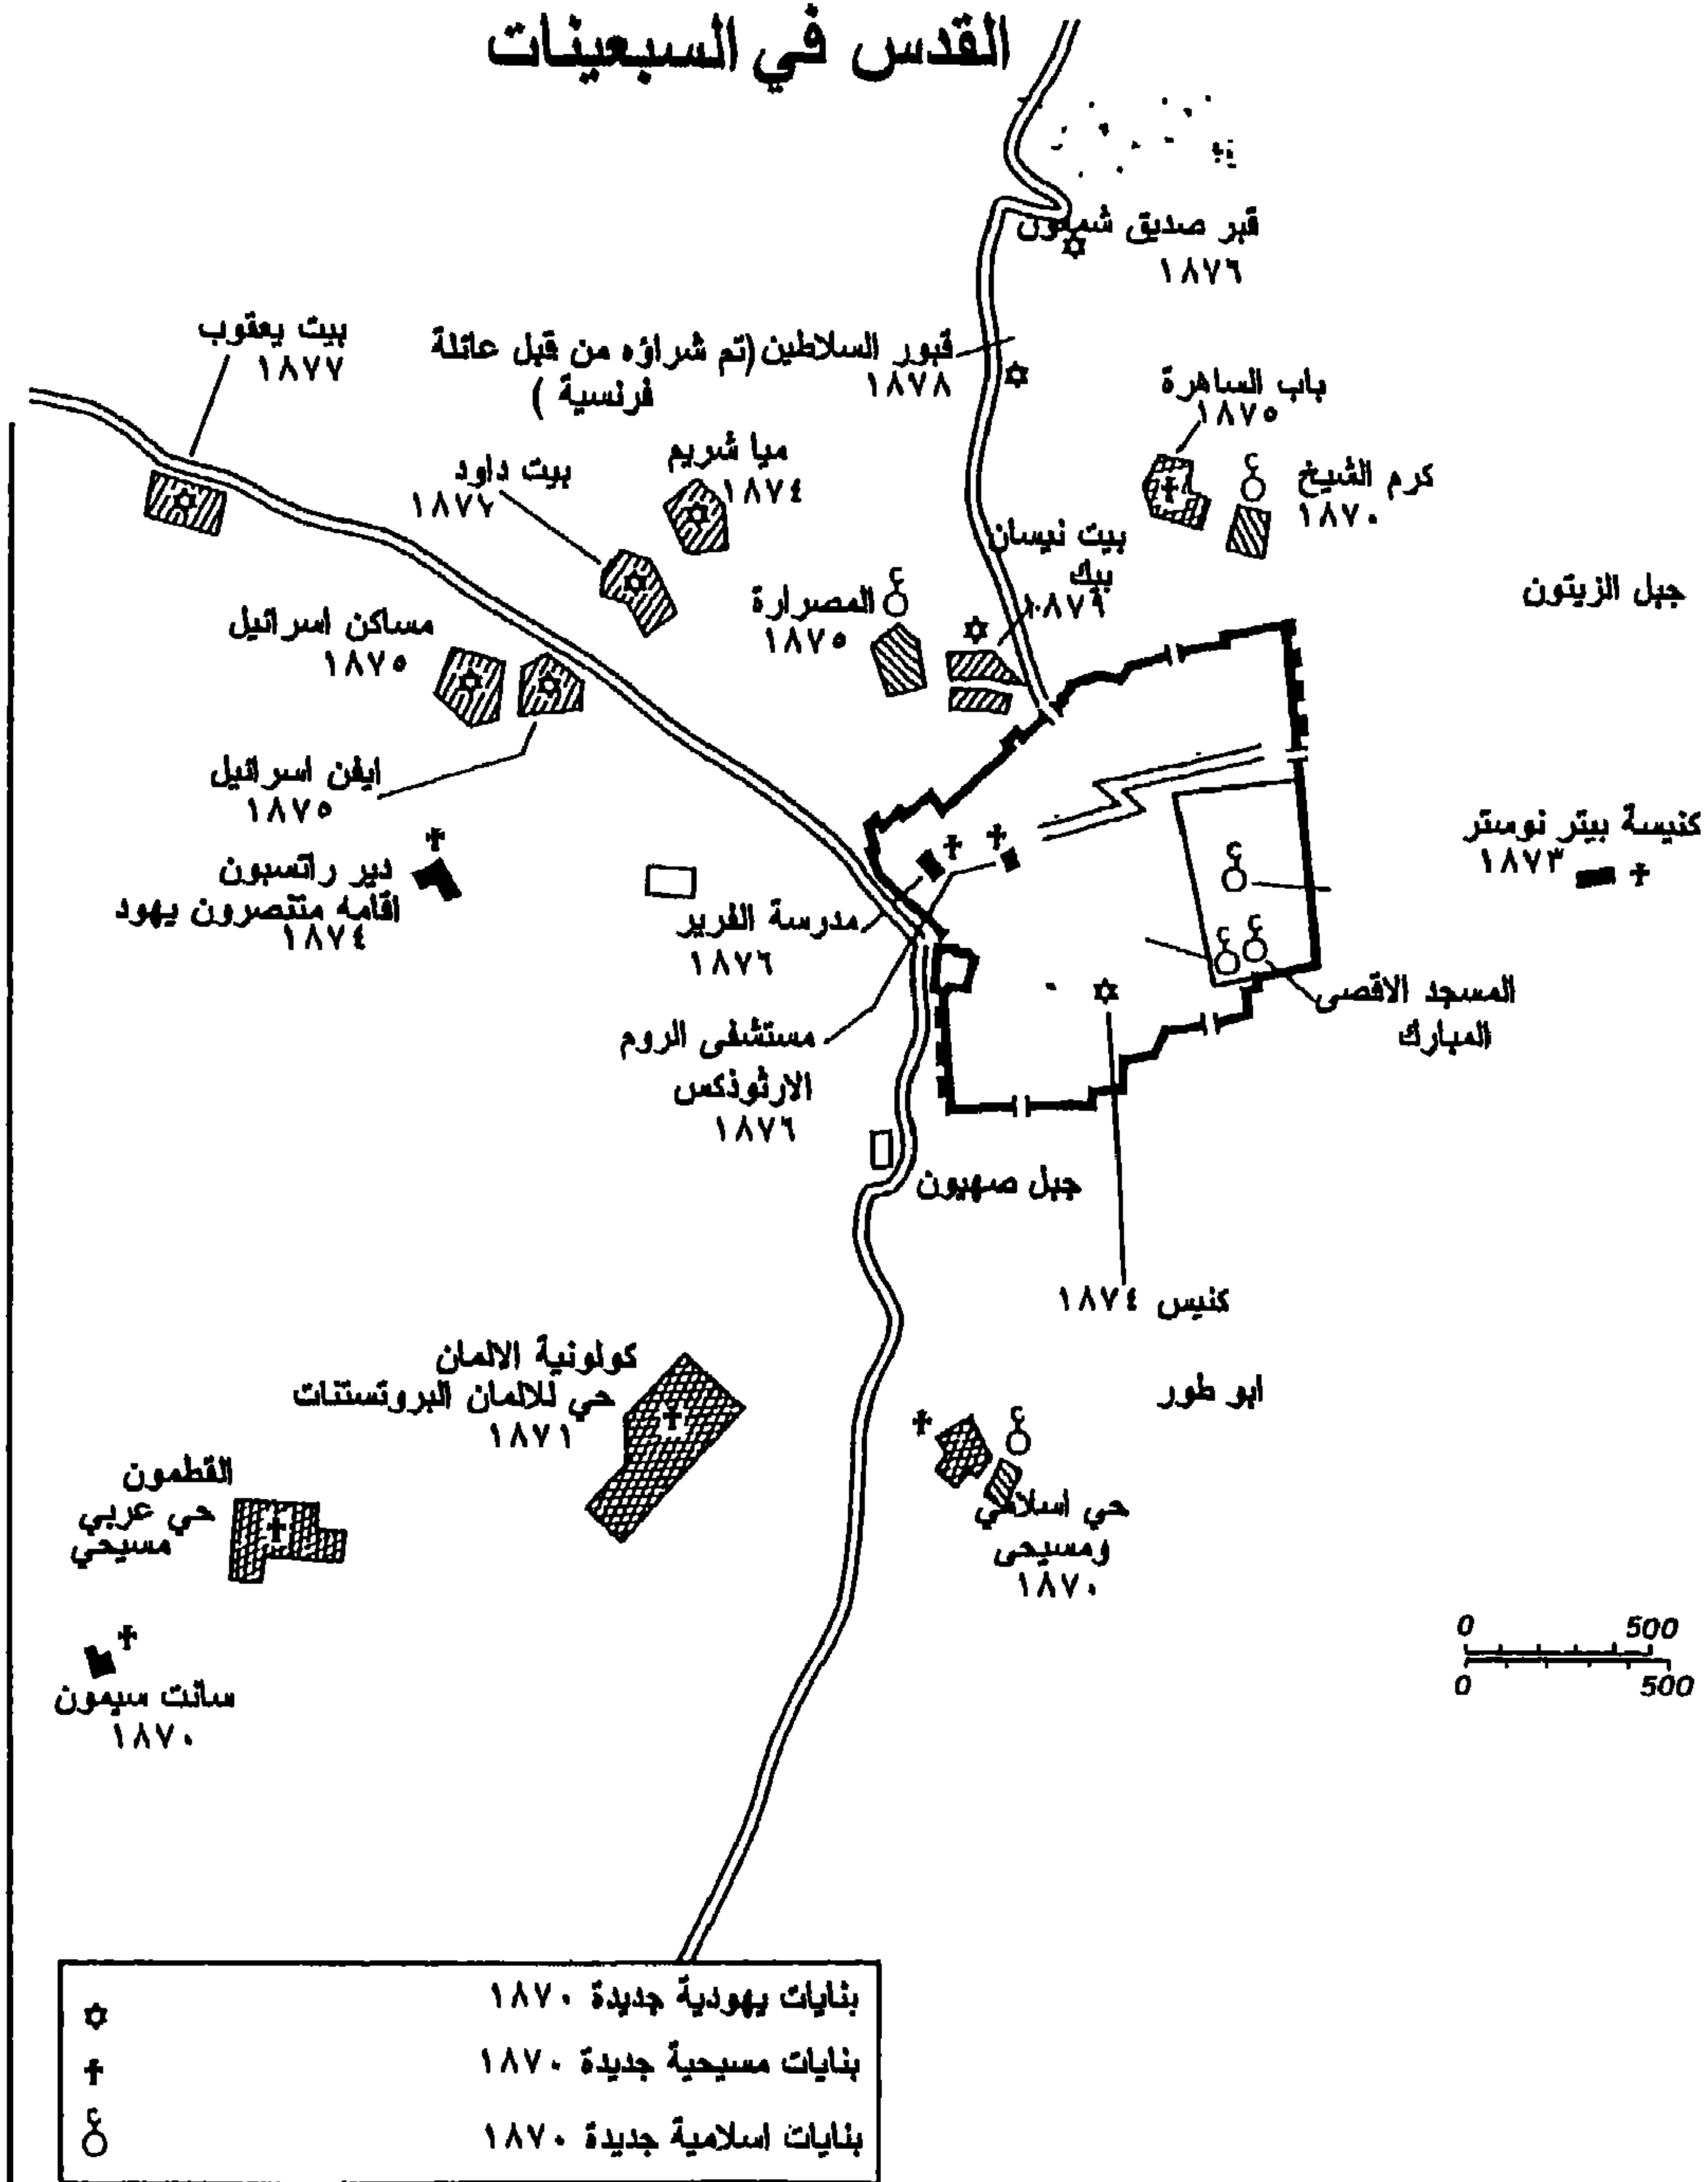 القدس في السبعينات
قبر صديق شمعون
١٨٧٦
بيت يعقوب
١٨٧٧
قبور السلاطين (تم شراؤه من قبل عائلة
فرنسية )
١٨٧٨
باب الساهرة
١٨٧٥
ميا شريم
١٨٧٤
بيت داود
١٨٧٧
كرم الشيخ
١٨٧٠
بيت نيسان
بيك
١٨٧٩
المصرارة
١٨٧٥
جبل الزيتون
مساكن اسرائيل
١٨٧٥
ايفن اسرائيل
١٨٧٥
كنيسة بيتر نوستر
١٨٧٣
دير راتسبون
اقامه متنصرون يهود
١٨٧٤
مدرسة الفرير
١٨٧٦
المسجد الاقصى
المبارك
مستشفى الروم
الارثوذكس
١٨٧٦
جبل صهيون
كنيس ١٨٧٤
كولونية الالمان
حي للالمان البروتستنات
١٨٧١
ابو طور
القطمون
حي عربي
مسيحي
حي اسلامي
ومسيحى
١٨٧٠
سانت سيمون
١٨٧٠
0 500
0 500
بنايات يهودية جديدة ١٨٧٠
بنايات مسيحية جديدة ١٨٧٠
بنايات اسلامية جديدة ١٨٧٠